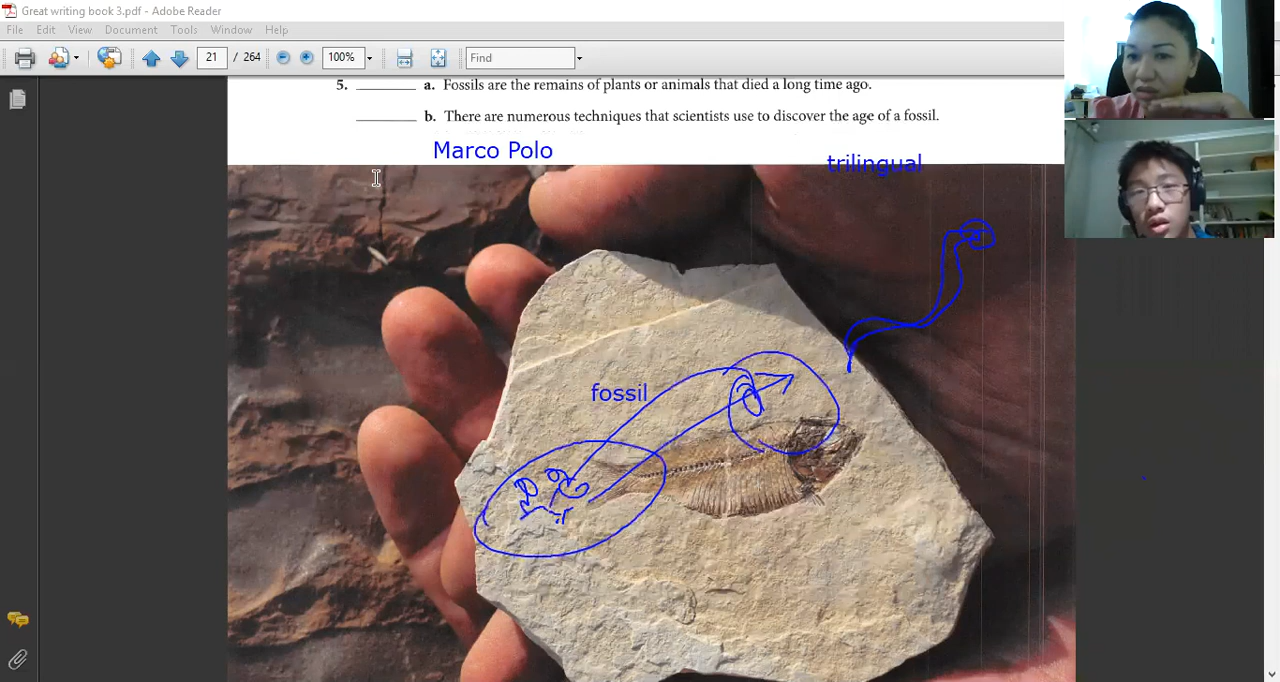 Great writing book 3.pdf - Adobe Reader
File Edit View Document Tools Window Help
21 / 264 100% Find
5. ______ a. Fossils are the remains of plants or animals that died a long time ago.
______ b. There are numerous techniques that scientists use to discover the age of a fossil.
Marco Polo
trilingual
fossil